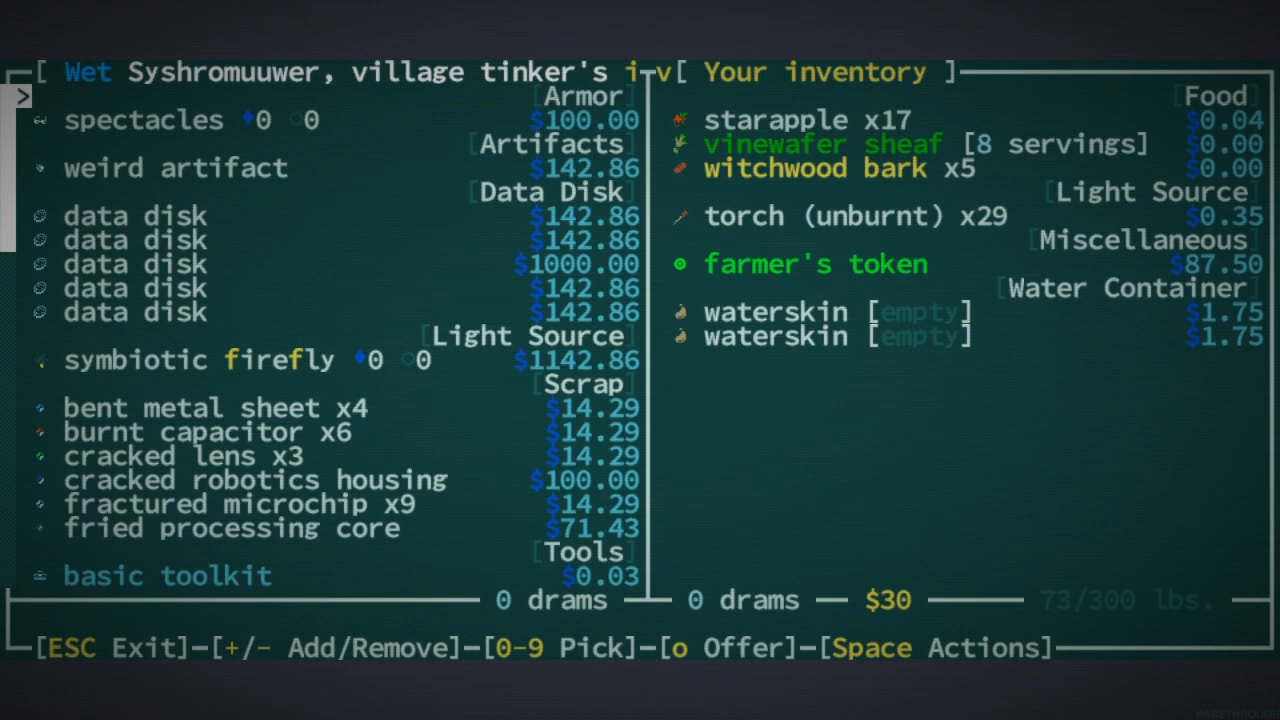 [ Wet Syshromuuwer, village tinker's i
[Armor]
spectacles ♦0 ○0 $100.00
[Artifacts]
weird artifact $142.86
[Data Disk]
data disk $142.86
data disk $142.86
data disk $1000.00
data disk $142.86
data disk $142.86
[Light Source]
symbiotic firefly ♦0 ○0 $1142.86
[Scrap]
bent metal sheet x4 $14.29
burnt capacitor x6 $14.29
cracked lens x3 $14.29
cracked robotics housing $100.00
fractured microchip x9 $14.29
fried processing core $71.43
[Tools]
basic toolkit $0.03
0 drams
v[ Your inventory ]
[Food]
starapple x17 $0.04
vinewafer sheaf [8 servings] $0.00
witchwood bark x5 $0.00
[Light Source]
torch (unburnt) x29 $0.35
[Miscellaneous]
farmer's token $87.50
[Water Container]
waterskin [empty] $1.75
waterskin [empty] $1.75
0 drams $30 73/300 lbs.
[ESC Exit]-[+/- Add/Remove]-[0-9 Pick]-[o Offer]-[Space Actions]